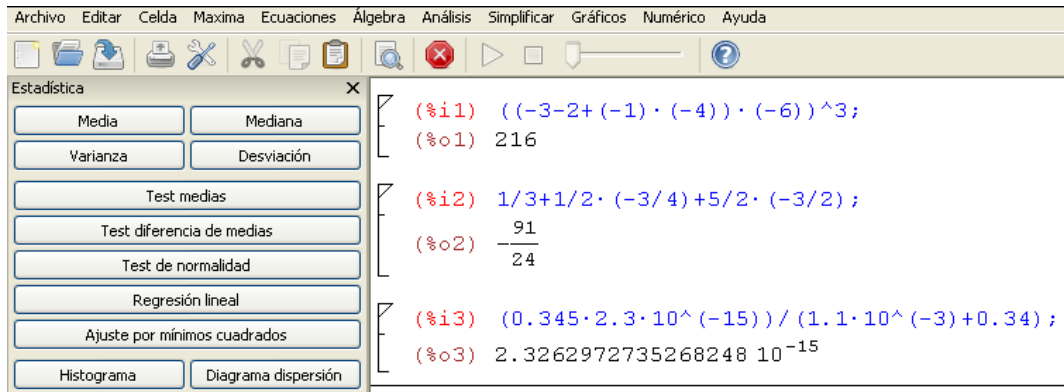 Archivo Editar Celda Maxima Ecuaciones Álgebra Análisis Simplificar Gráficos Numérico Ayuda
Estadística X
Media Mediana
Varianza Desviación
Test medias
Test diferencia de medias
Test de normalidad
Regresión lineal
Ajuste por mínimos cuadrados
Histograma Diagrama dispersión
(%i1) ((-3-2+(-1)·(-4))·(-6))^3;
(%o1) 216
(%i2) 1/3+1/2·(-3/4)+5/2·(-3/2);
(%o2) -91/24
(%i3) (0.345·2.3·10^(-15))/(1.1·10^(-3)+0.34);
(%o3) 2.3262972735268248 10^-15